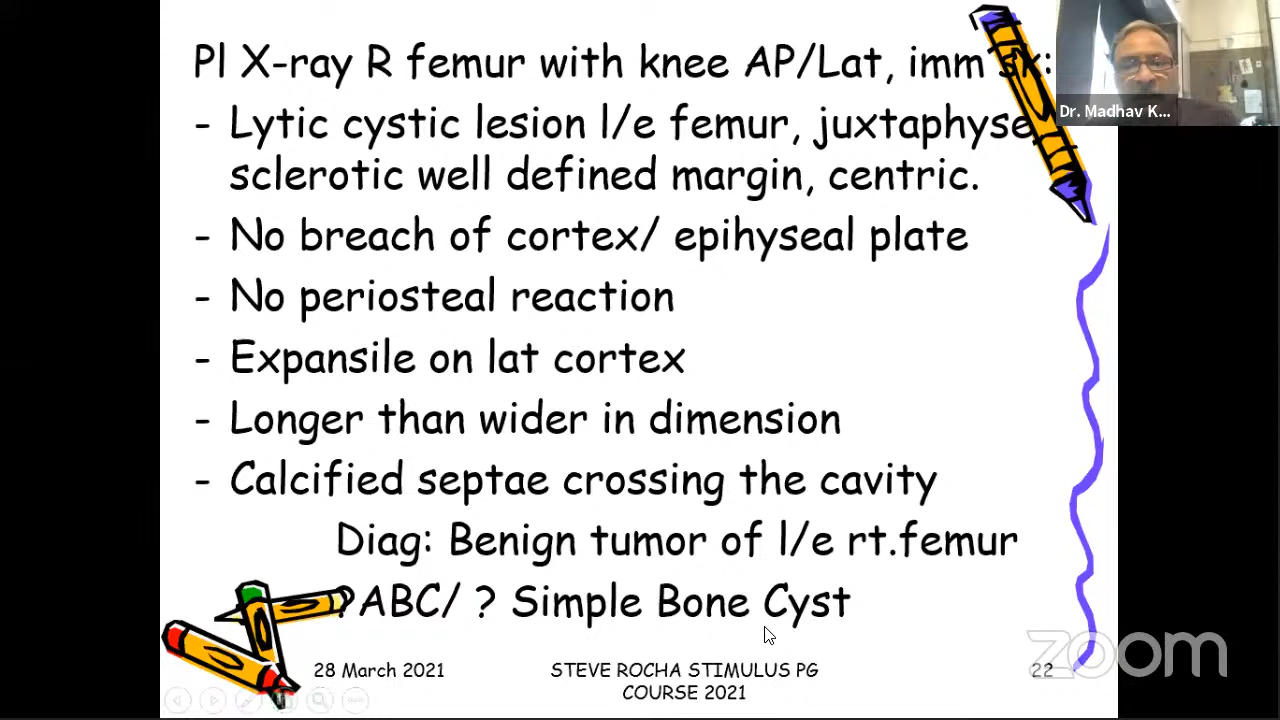 Pl X-ray R femur with knee AP/Lat, imm sk:
- Lytic cystic lesion l/e femur, juxtaphyse
sclerotic well defined margin, centric.
- No breach of cortex/ epihyseal plate
- No periosteal reaction
- Expansile on lat cortex
- Longer than wider in dimension
- Calcified septae crossing the cavity
Diag: Benign tumor of l/e rt.femur
?ABC/ ? Simple Bone Cyst
28 March 2021
STEVE ROCHA STIMULUS PG
COURSE 2021
22
Dr. Madhav K...
zoom